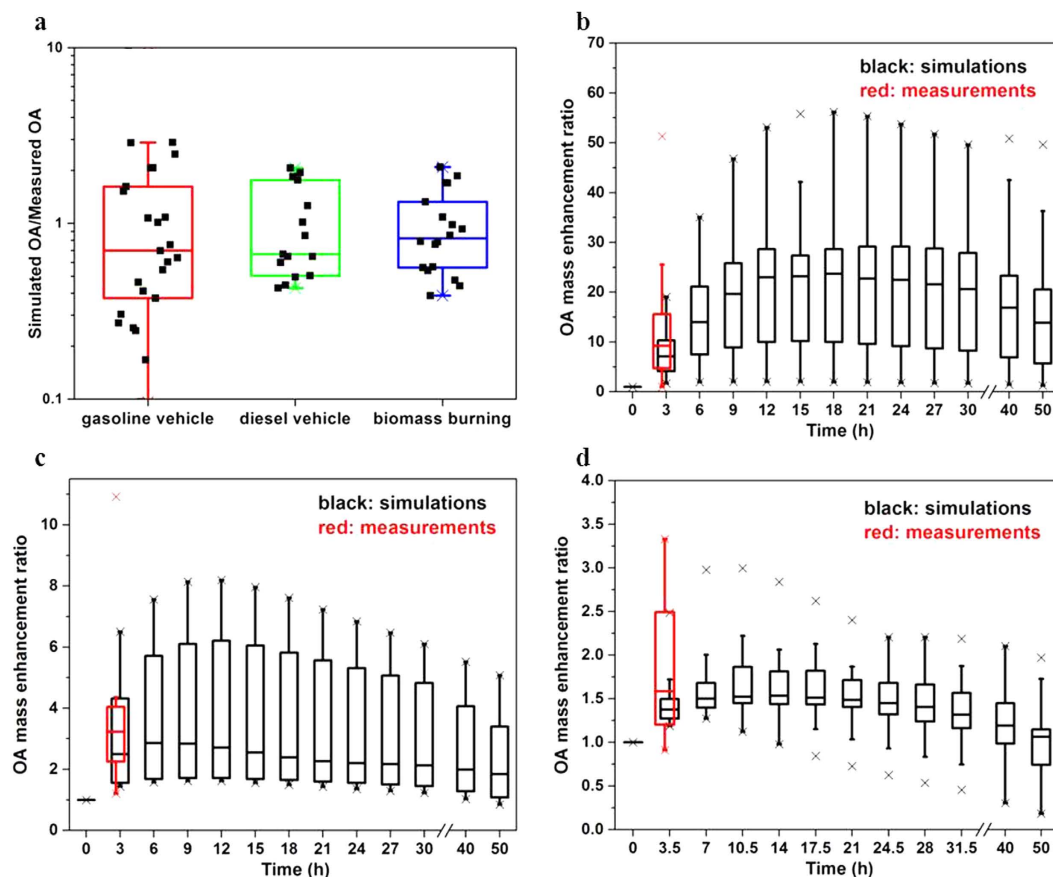 a
Simulated OA/Measured OA
10
1
0.1
gasoline vehicle diesel vehicle biomass burning
b
OA mass enhancement ratio
70
60
50
40
30
20
10
0
black: simulations
red: measurements
0 3 6 9 12 15 18 21 24 27 30 40 50
Time (h)
c
OA mass enhancement ratio
10
8
6
4
2
0
black: simulations
red: measurements
0 3 6 9 12 15 18 21 24 27 30 40 50
Time (h)
d
OA mass enhancement ratio
4.0
3.5
3.0
2.5
2.0
1.5
1.0
0.5
0.0
black: simulations
red: measurements
0 3.5 7 10.5 14 17.5 21 24.5 28 31.5 40 50
Time (h)